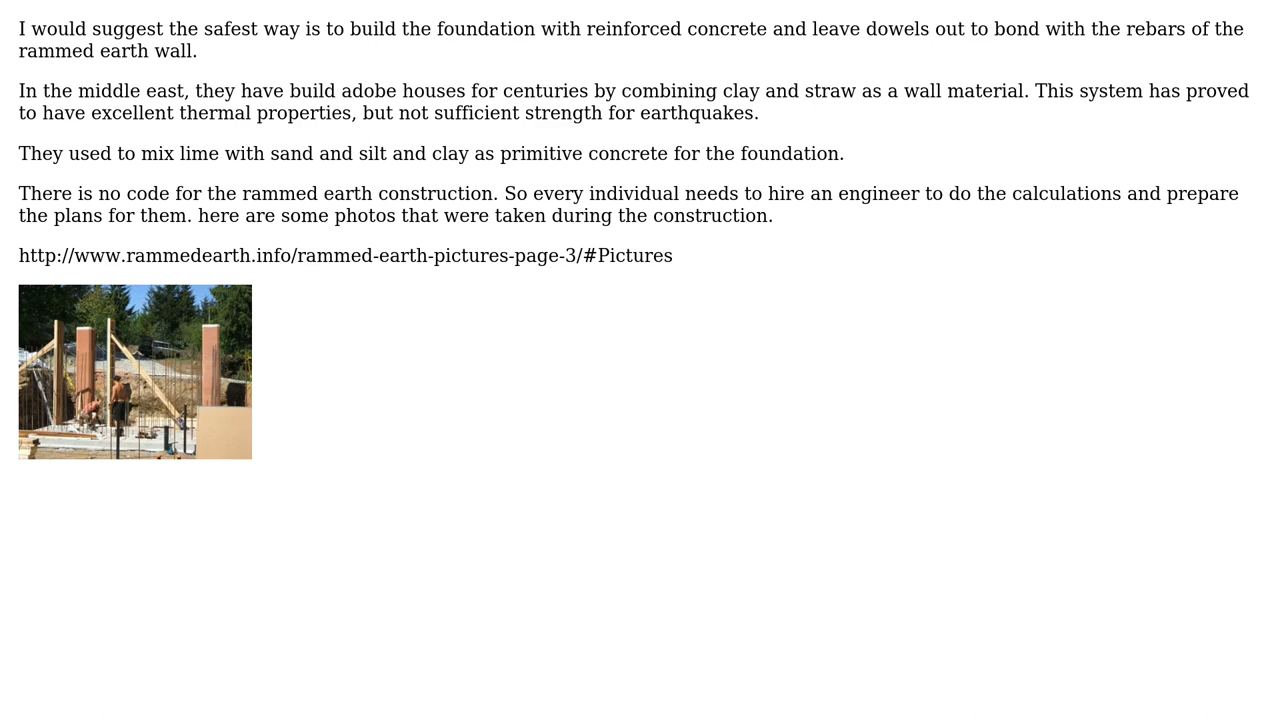 I would suggest the safest way is to build the foundation with reinforced concrete and leave dowels out to bond with the rebars of the
rammed earth wall.
In the middle east, they have build adobe houses for centuries by combining clay and straw as a wall material. This system has proved
to have excellent thermal properties, but not sufficient strength for earthquakes.
They used to mix lime with sand and silt and clay as primitive concrete for the foundation.
There is no code for the rammed earth construction. So every individual needs to hire an engineer to do the calculations and prepare
the plans for them. here are some photos that were taken during the construction.
http://www.rammedearth.info/rammed-earth-pictures-page-3/#Pictures